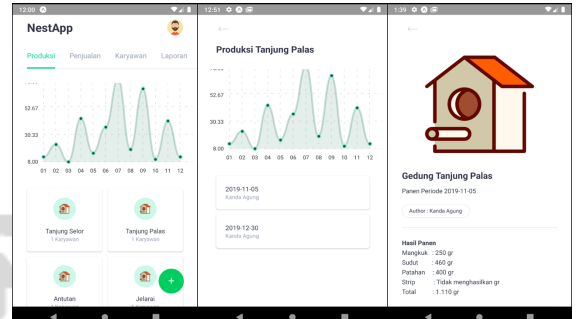 12:00
NestApp
Produksi Penjualan Karyawan Laporan
52.67
30.33
8.00
01 02 03 04 05 06 07 08 09 10 11 12
Tanjung Selor
1 Karyawan
Tanjung Palas
1 Karyawan
Antutan
Jelarai
+
12:51
Produksi Tanjung Palas
52.67
30.33
8.00
01 02 03 04 05 06 07 08 09 10 11 12
2019-11-05
Kanda Agung
2019-12-30
Kanda Agung
1:39
Gedung Tanjung Palas
Panen Periode 2019-11-05
Author : Kanda Agung
Hasil Panen
Mangkuk : 250 gr
Sudut : 460 gr
Patahan : 400 gr
Strip : Tidak menghasilkan gr
Total : 1.110 gr